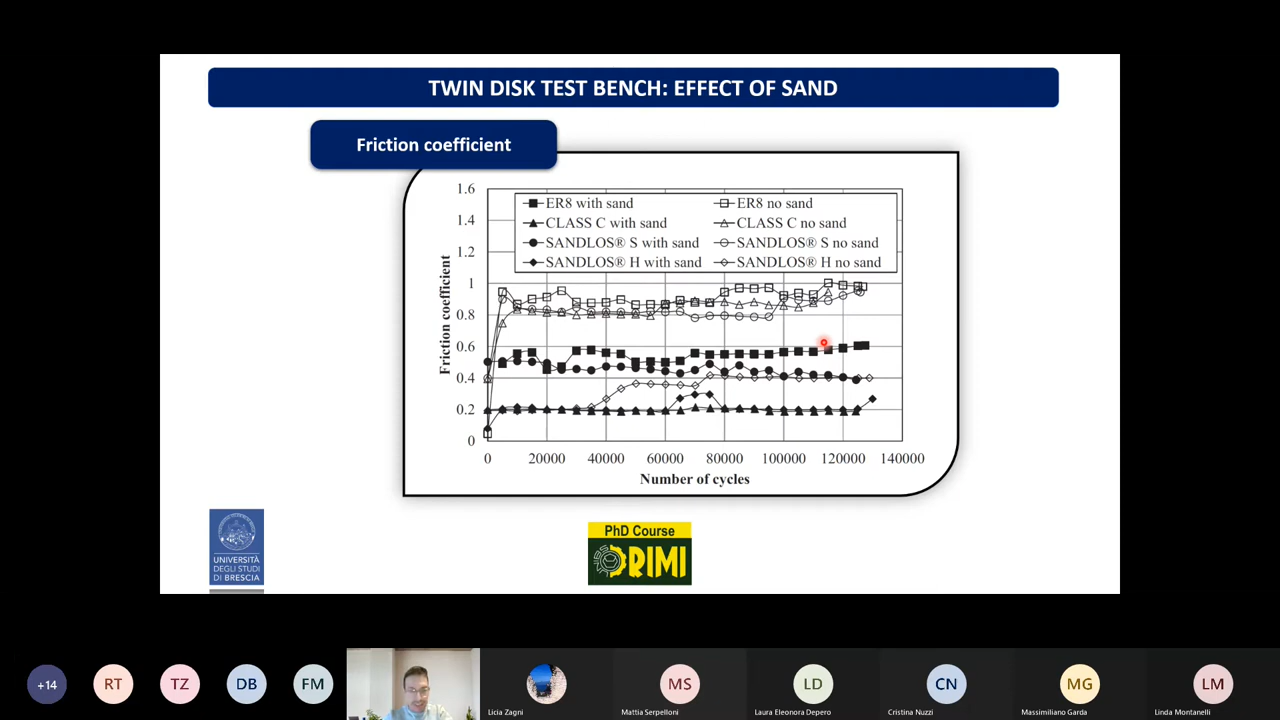 TWIN DISK TEST BENCH: EFFECT OF SAND
Friction coefficient
1.6
1.4
1.2
1
0.8
0.6
0.4
0.2
0
Friction coefficient
ER8 with sand
ER8 no sand
CLASS C with sand
CLASS C no sand
SANDLOS® S with sand
SANDLOS® S no sand
SANDLOS® H with sand
SANDLOS® H no sand
0 20000 40000 60000 80000 100000 120000 140000
Number of cycles
UNIVERSITÀ
DEGLI STUDI
DI BRESCIA
PhD Course
DRIMI
+14
RT
TZ
DB
FM
MS
LD
CN
MG
LM
Licia Zagni
Mattia Serpelloni
Laura Eleonora Depero
Cristina Nuzzi
Massimiliano Garda
Linda Montanelli